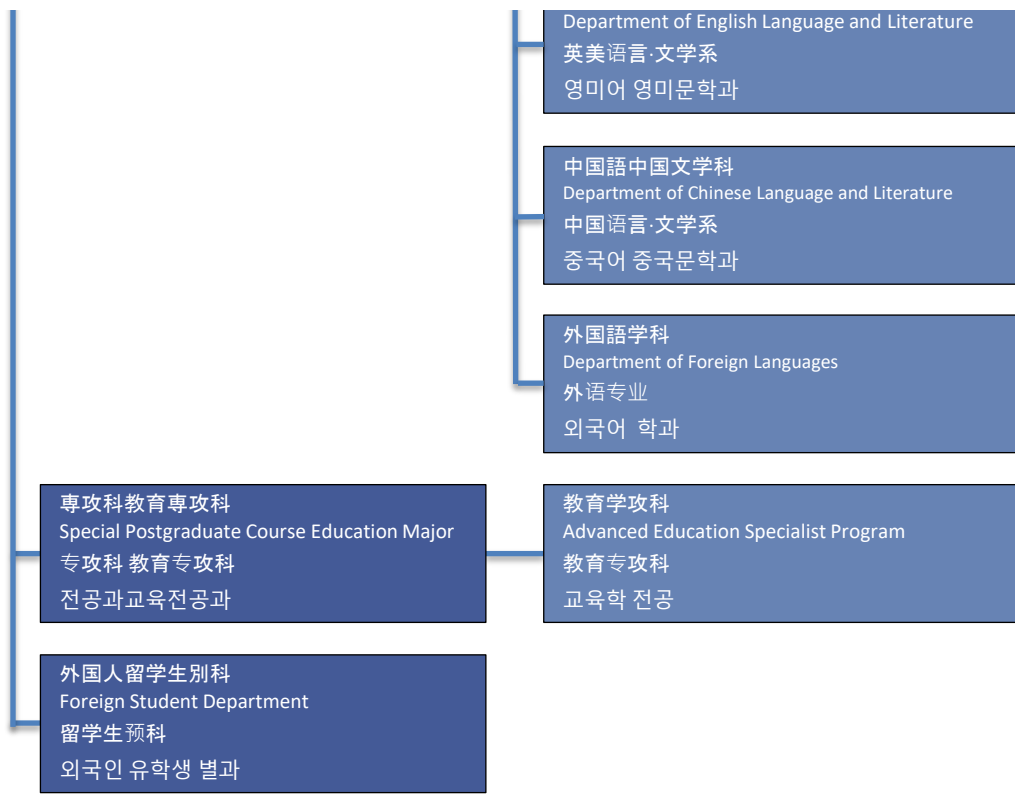 Department of English Language and Literature
英美语言·文学系
영미어 영미문학과
中国語中国文学科
Department of Chinese Language and Literature
中国语言·文学系
중국어 중국문학과
外国語学科
Department of Foreign Languages
外语专业
외국어 학과
専攻科教育専攻科
Special Postgraduate Course Education Major
专攻科 教育专攻科
전공과교육전공과
教育学攻科
Advanced Education Specialist Program
教育专攻科
교육학 전공
外国人留学生別科
Foreign Student Department
留学生预科
외국인 유학생 별과